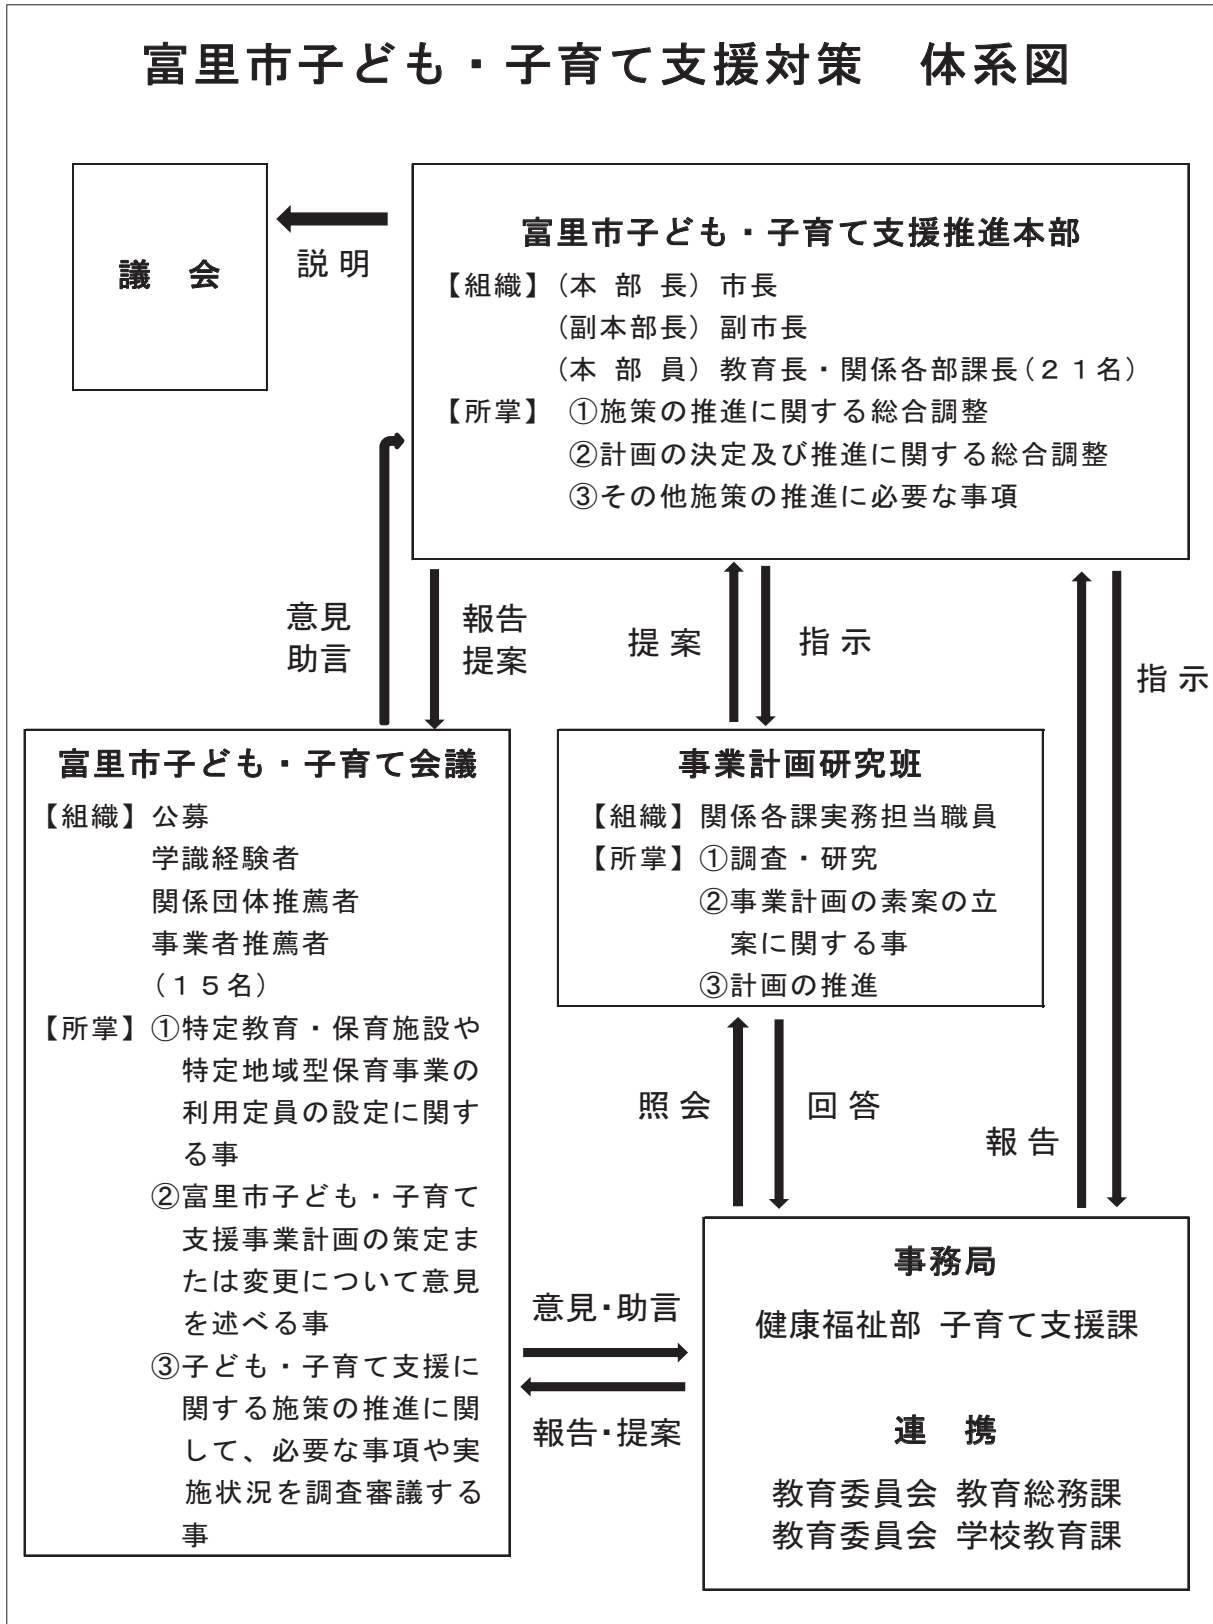 富里市子ども・子育て支援対策　体系図
議　会
説 明
富里市子ども・子育て支援推進本部
【組織】（本 部 長）市長
（副本部長）副市長
（本 部 員）教育長・関係各部課長（２１名）
【所掌】 ①施策の推進に関する総合調整
②計画の決定及び推進に関する総合調整
③その他施策の推進に必要な事項
意見
助言
報告
提案
提 案
指 示
指 示
富里市子ども・子育て会議
【組織】公募
学識経験者
関係団体推薦者
事業者推薦者
（１５名）
【所掌】①特定教育・保育施設や
特定地域型保育事業の
利用定員の設定に関す
る事
②富里市子ども・子育て
支援事業計画の策定ま
たは変更について意見
を述べる事
③子ども・子育て支援に
関する施策の推進に関
して、必要な事項や実
施状況を調査審議する
事
事業計画研究班
【組織】関係各課実務担当職員
【所掌】①調査・研究
②事業計画の素案の立
案に関する事
③計画の推進
照 会
回 答
報 告
意見・助言
報告・提案
事務局
健康福祉部 子育て支援課
連　携
教育委員会 教育総務課
教育委員会 学校教育課